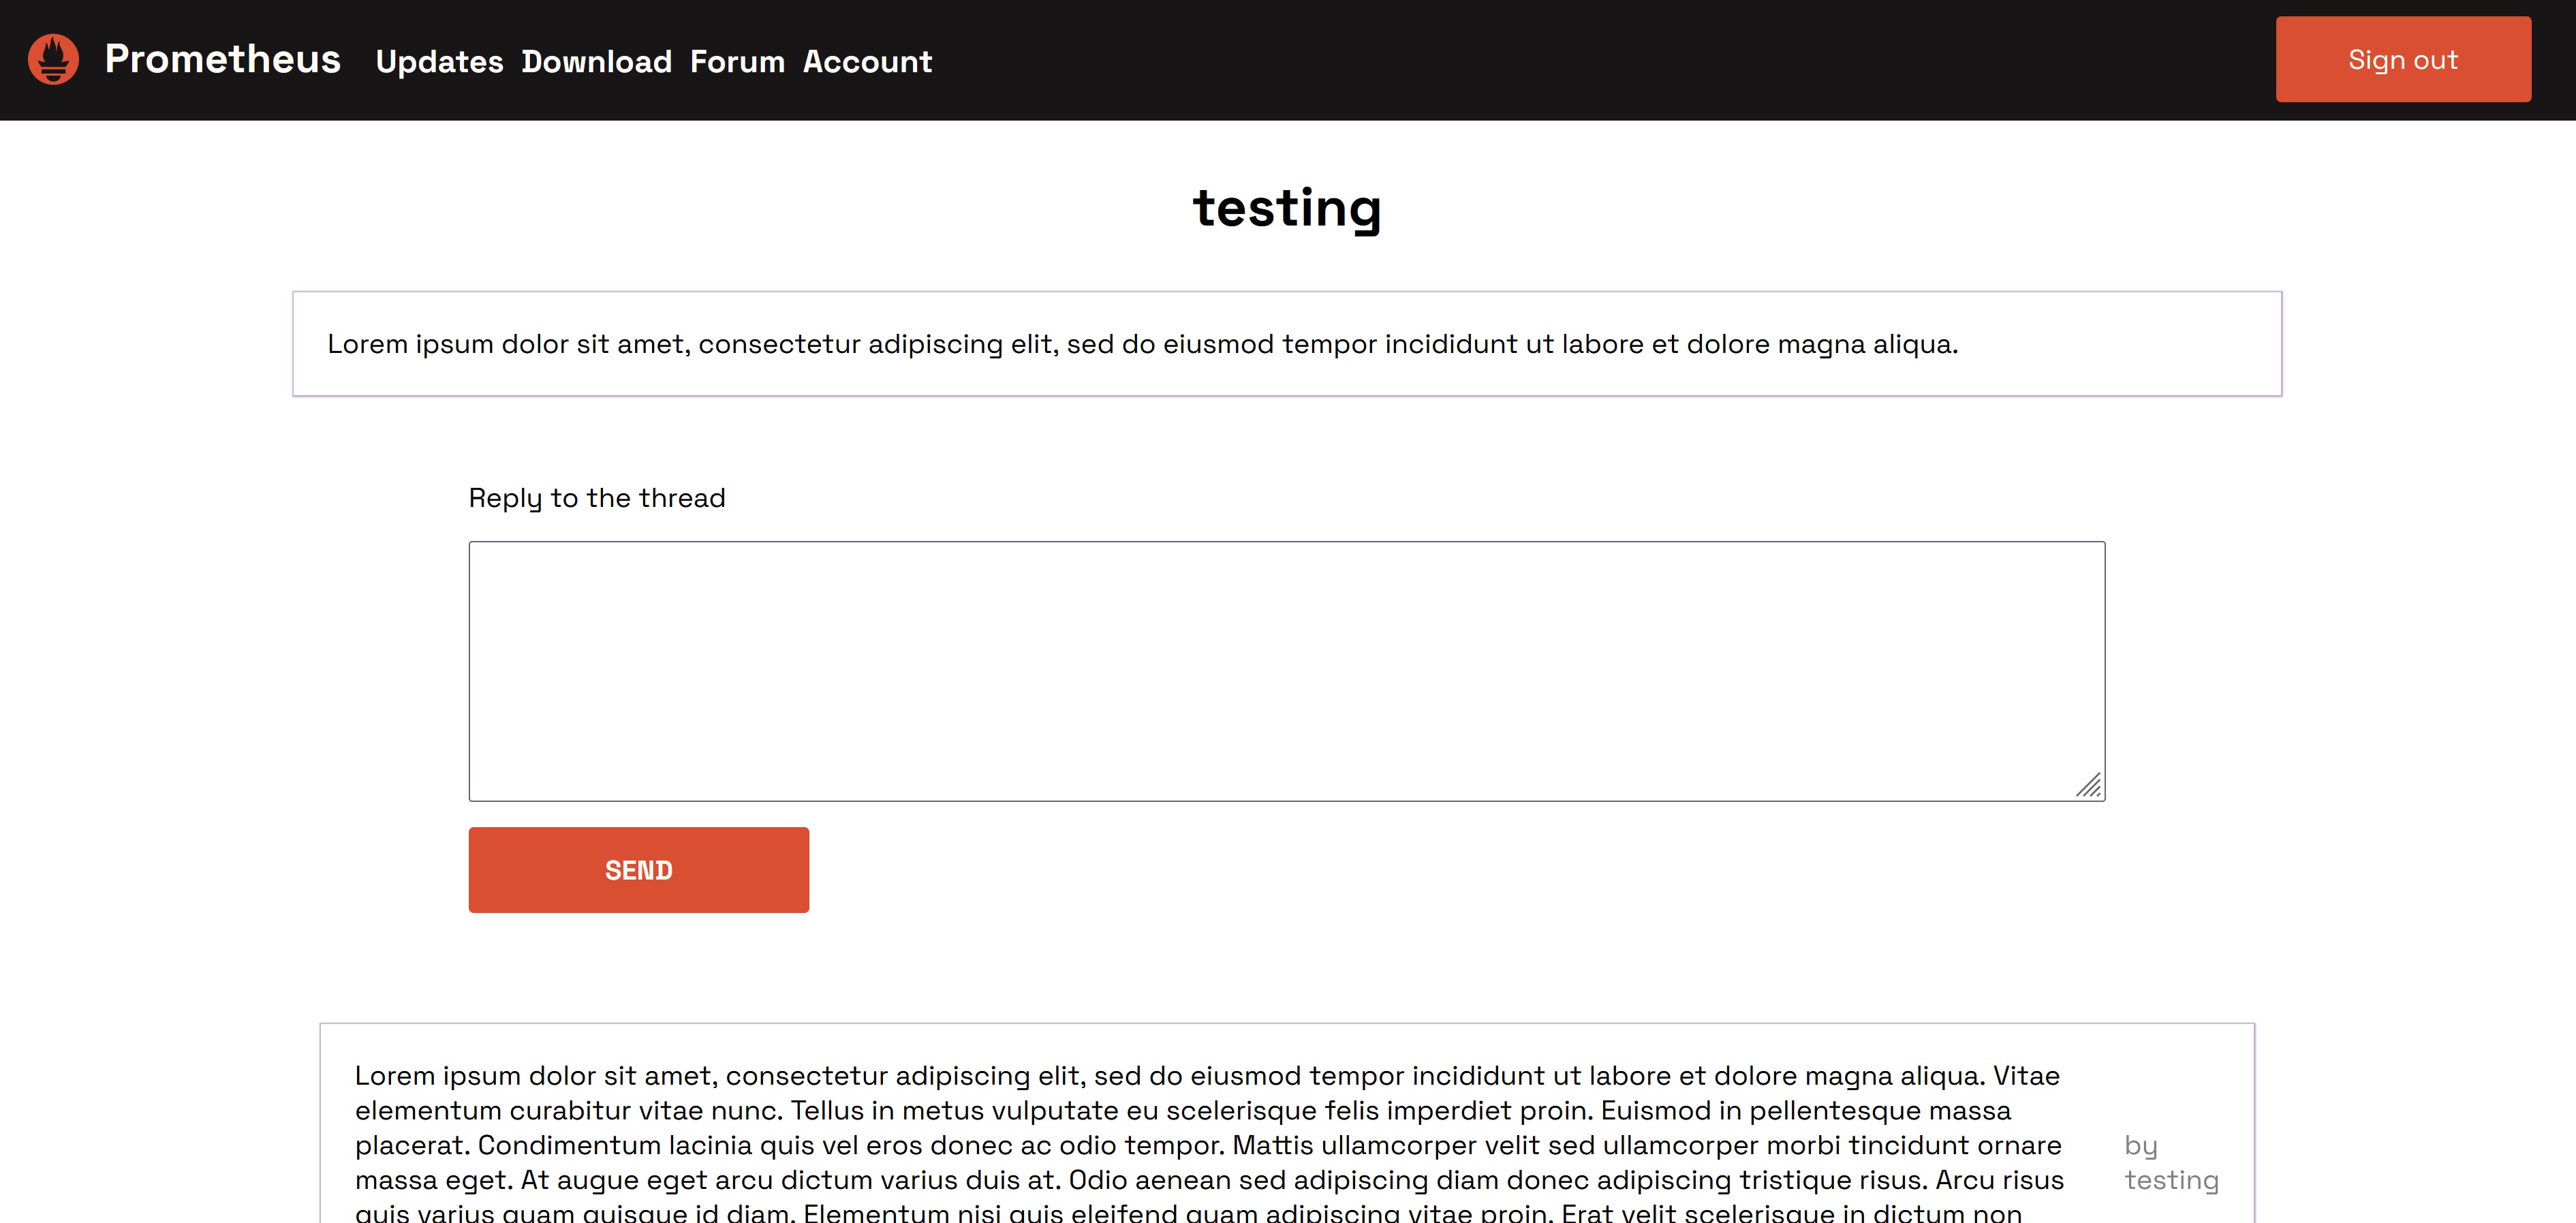 Prometheus Updates Download Forum Account Sign out
testing
Lorem ipsum dolor sit amet, consectetur adipiscing elit, sed do eiusmod tempor incididunt ut labore et dolore magna aliqua.
Reply to the thread
SEND
Lorem ipsum dolor sit amet, consectetur adipiscing elit, sed do eiusmod tempor incididunt ut labore et dolore magna aliqua. Vitae
elementum curabitur vitae nunc. Tellus in metus vulputate eu scelerisque felis imperdiet proin. Euismod in pellentesque massa
placerat. Condimentum lacinia quis vel eros donec ac odio tempor. Mattis ullamcorper velit sed ullamcorper morbi tincidunt ornare
massa eget. At augue eget arcu dictum varius duis at. Odio aenean sed adipiscing diam donec adipiscing tristique risus. Arcu risus
quis varius quam quisque id diam. Elementum nisi quis eleifend quam adipiscing vitae proin. Erat velit scelerisque in dictum non
by
testing